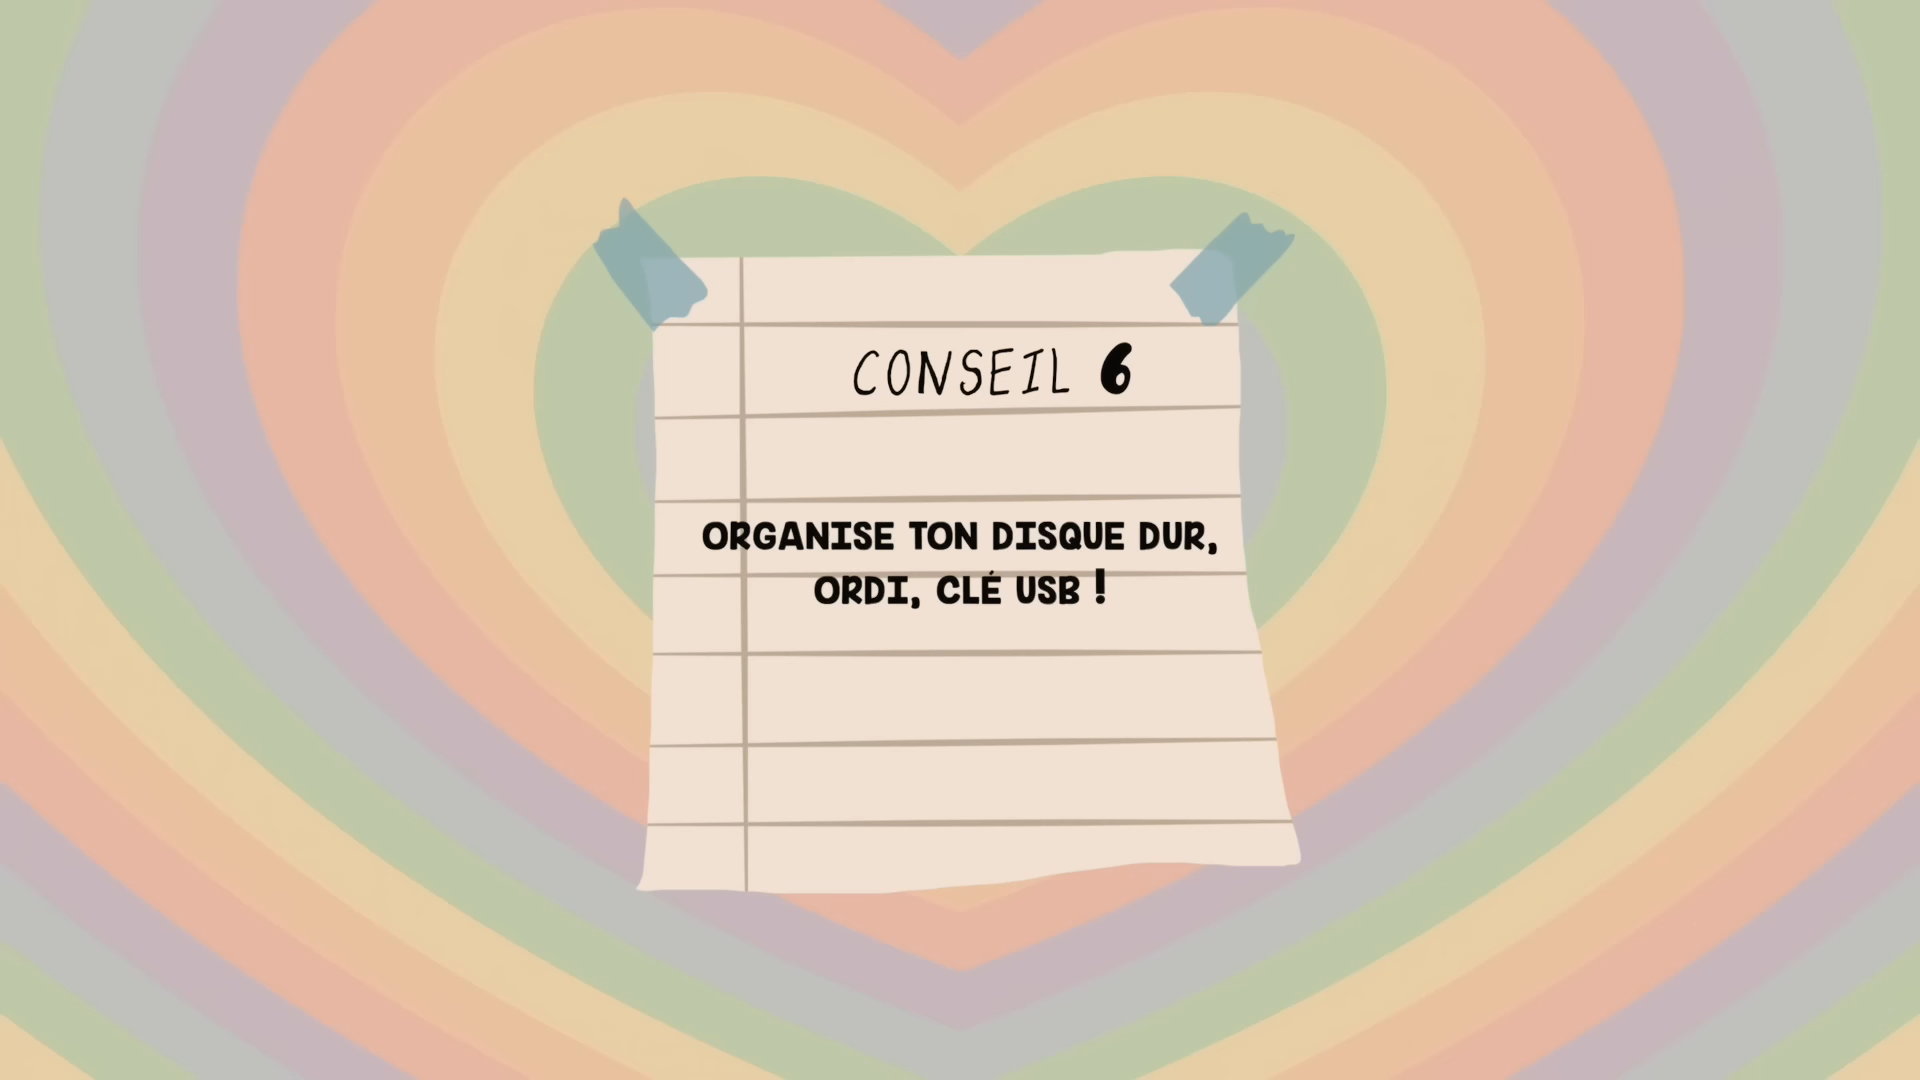 CONSEIL 6
ORGANISE TON DISQUE DUR,
ORDI, CLÉ USB !